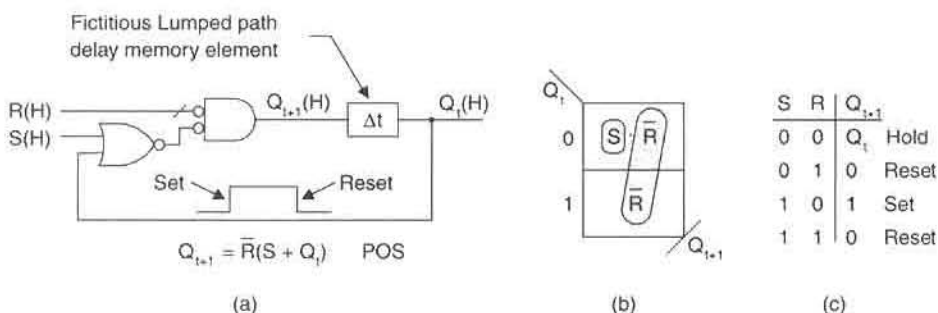 Fictitious Lumped path
delay memory element
R(H)
S(H)
Q_{t+1}(H)
Δt
Q_t(H)
Set
Reset
Q_{t+1} = R̅(S + Q_t) POS
(a)
Q_t
0 S · R̅
1 R̅
Q_{t+1}
(b)
S R Q_{t+1}
0 0 Q_t Hold
0 1 0 Reset
1 0 1 Set
1 1 0 Reset
(c)